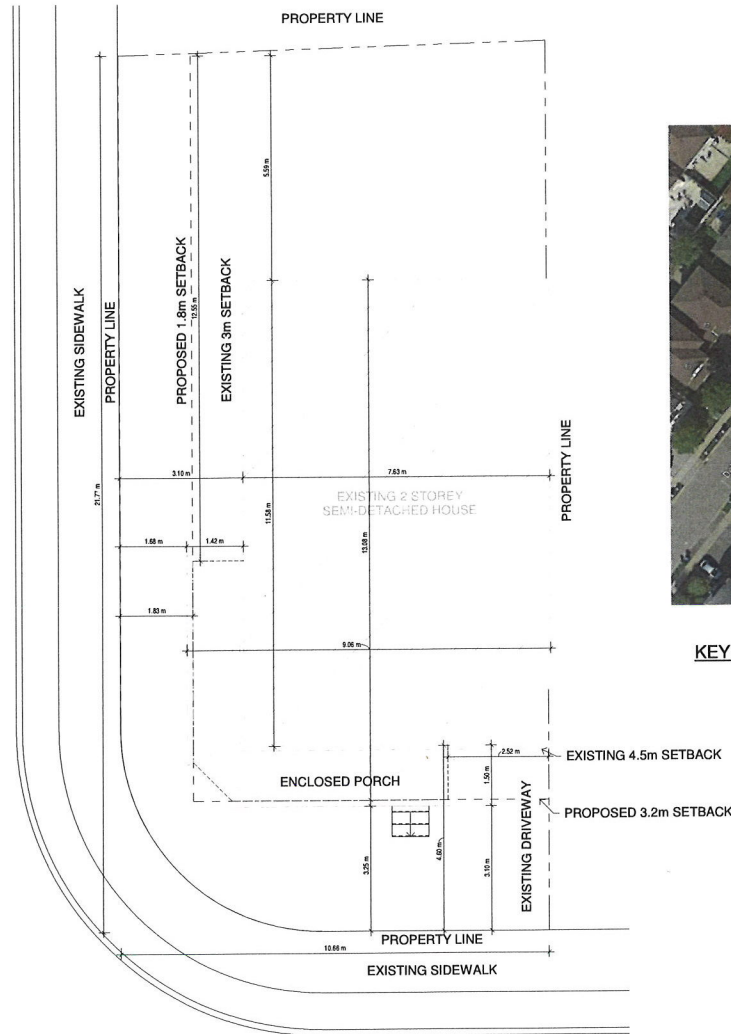 PROPERTY LINE
EXISTING SIDEWALK
PROPERTY LINE
21.77 m
PROPOSED 1.8m SETBACK
12.55 m
EXISTING 3m SETBACK
5.59 m
3.10 m
7.63 m
EXISTING 2 STOREY
SEMI-DETACHED HOUSE
PROPERTY LINE
11.58 m
13.08 m
1.68 m
1.42 m
1.83 m
9.06 m
KEY
2.52 m
EXISTING 4.5m SETBACK
ENCLOSED PORCH
1.50 m
PROPOSED 3.2m SETBACK
3.25 m
4.60 m
3.10 m
EXISTING DRIVEWAY
PROPERTY LINE
10.66 m
EXISTING SIDEWALK